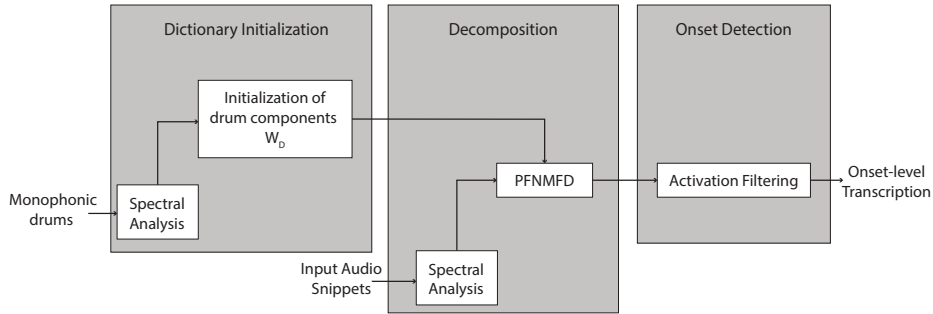 Dictionary Initialization
Decomposition
Onset Detection
Initialization of
drum components
W_D
PFNMFD
Activation Filtering
Onset-level
Transcription
Monophonic
drums
Spectral
Analysis
Input Audio
Snippets
Spectral
Analysis